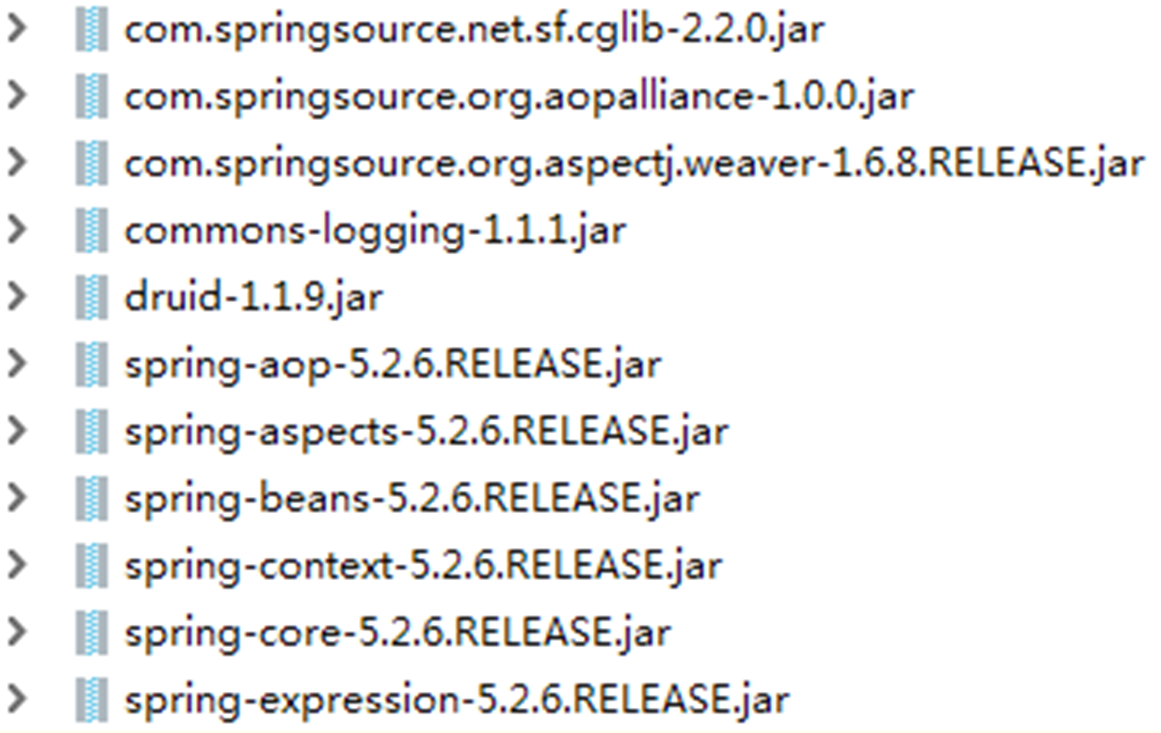 com.springsource.net.sf.cglib-2.2.0.jar
com.springsource.org.aopalliance-1.0.0.jar
com.springsource.org.aspectj.weaver-1.6.8.RELEASE.jar
commons-logging-1.1.1.jar
druid-1.1.9.jar
spring-aop-5.2.6.RELEASE.jar
spring-aspects-5.2.6.RELEASE.jar
spring-beans-5.2.6.RELEASE.jar
spring-context-5.2.6.RELEASE.jar
spring-core-5.2.6.RELEASE.jar
spring-expression-5.2.6.RELEASE.jar